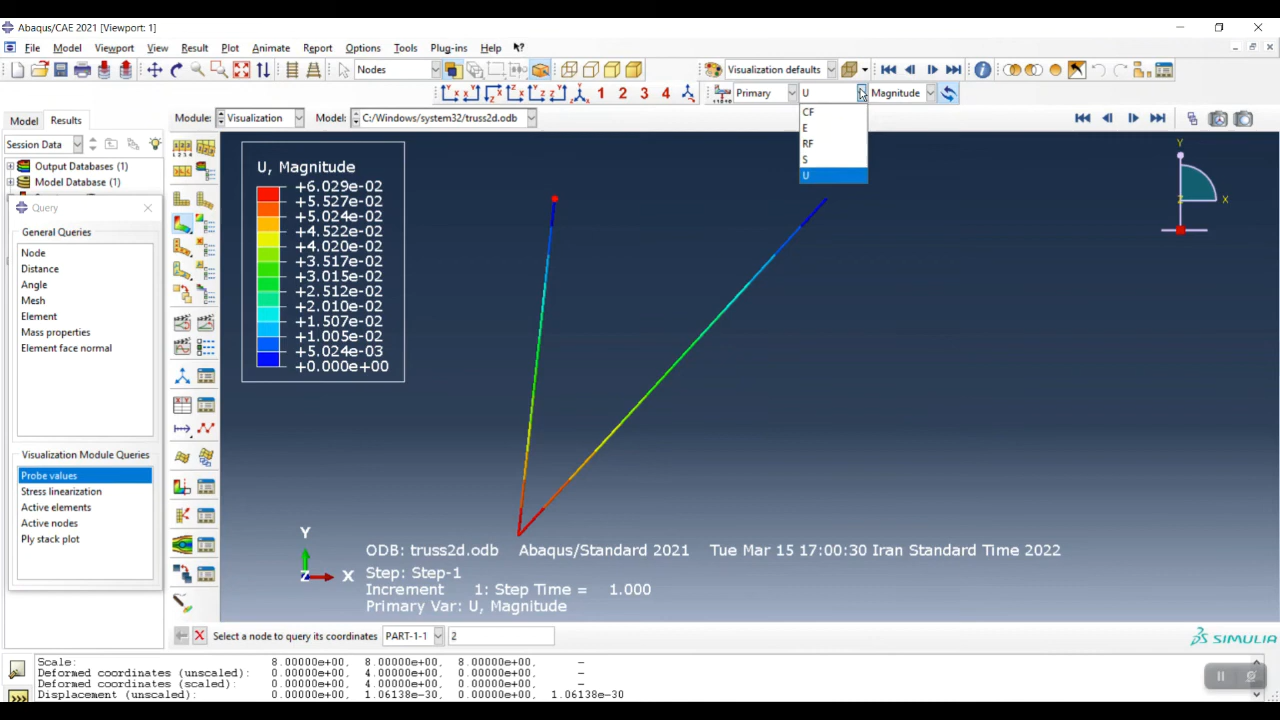 Abaqus/CAE 2021 [Viewport: 1]
File Model Viewport View Result Plot Animate Report Options Tools Plug-ins Help
Nodes
Visualization defaults
1 2 3 4
Primary U Magnitude
CF
E
RF
S
U
Model Results
Module: Visualization Model: C:/Windows/system32/truss2d.odb
Session Data
Output Databases (1)
Model Database (1)
Query
General Queries
Node
Distance
Angle
Mesh
Element
Mass properties
Element face normal
Visualization Module Queries
Probe values
Stress linearization
Active elements
Active nodes
Ply stack plot
U, Magnitude
+6.029e-02
+5.527e-02
+5.024e-02
+4.522e-02
+4.020e-02
+3.517e-02
+3.015e-02
+2.512e-02
+2.010e-02
+1.507e-02
+1.005e-02
+5.024e-03
+0.000e+00
Y
Z X
Y
Z X
ODB: truss2d.odb Abaqus/Standard 2021 Tue Mar 15 17:00:30 Iran Standard Time 2022
Step: Step-1
Increment 1: Step Time = 1.000
Primary Var: U, Magnitude
Select a node to query its coordinates PART-1-1 2
SIMULIA
Scale: 8.00000e+00, 8.00000e+00, 8.00000e+00, -
Deformed coordinates (unscaled): 0.00000e+00, 4.00000e+00, 0.00000e+00, -
Deformed coordinates (scaled): 0.00000e+00, 4.00000e+00, 0.00000e+00, -
Displacement (unscaled): 0.00000e+00, 1.06138e-30, 0.00000e+00, 1.06138e-30
>>>